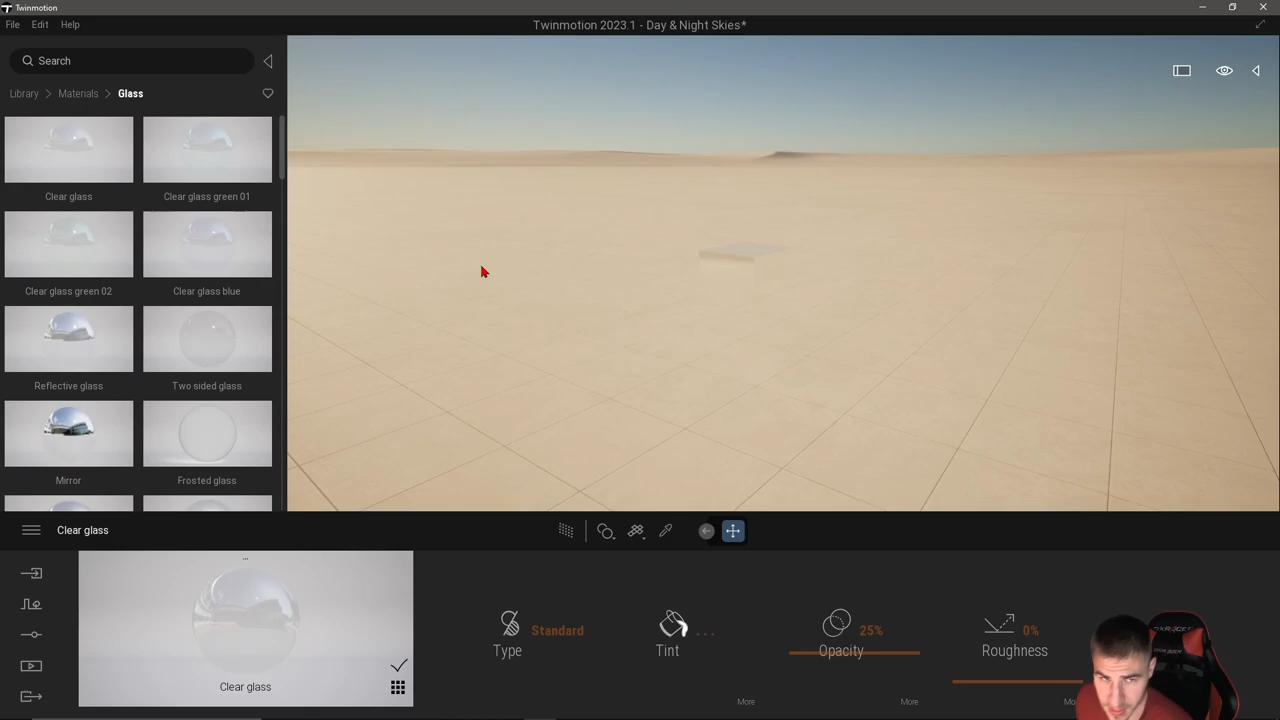 Twinmotion
File Edit Help
Twinmotion 2023.1 - Day & Night Skies*
Search
Library > Materials > Glass
Clear glass
Clear glass green 01
Clear glass green 02
Clear glass blue
Reflective glass
Two sided glass
Mirror
Frosted glass
Clear glass
...
Clear glass
Standard
Type
...
Tint
More
25%
Opacity
More
0%
Roughness
Mo